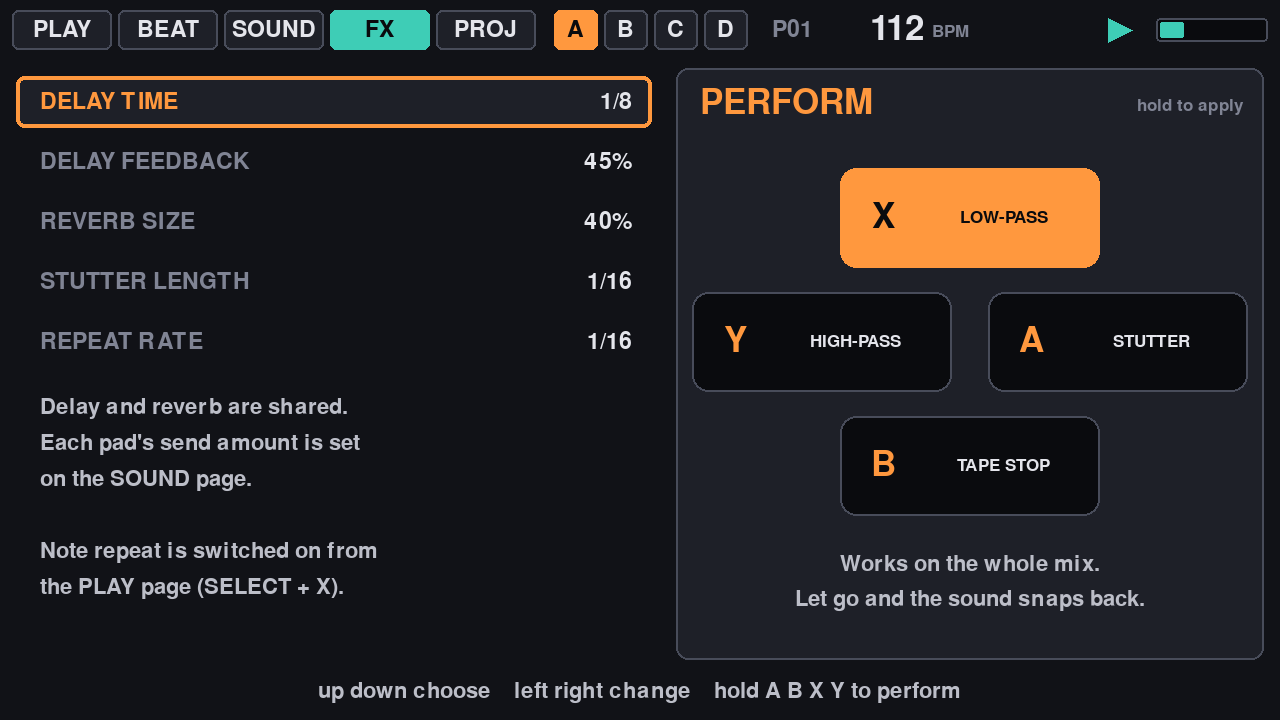 PLAY BEAT SOUND FX PROJ A B C D P01 112 BPM
DELAY TIME 1/8
DELAY FEEDBACK 45%
REVERB SIZE 40%
STUTTER LENGTH 1/16
REPEAT RATE 1/16
Delay and reverb are shared.
Each pad's send amount is set
on the SOUND page.
Note repeat is switched on from
the PLAY page (SELECT + X).
PERFORM hold to apply
X LOW-PASS
Y HIGH-PASS A STUTTER
B TAPE STOP
Works on the whole mix.
Let go and the sound snaps back.
up down choose left right change hold A B X Y to perform